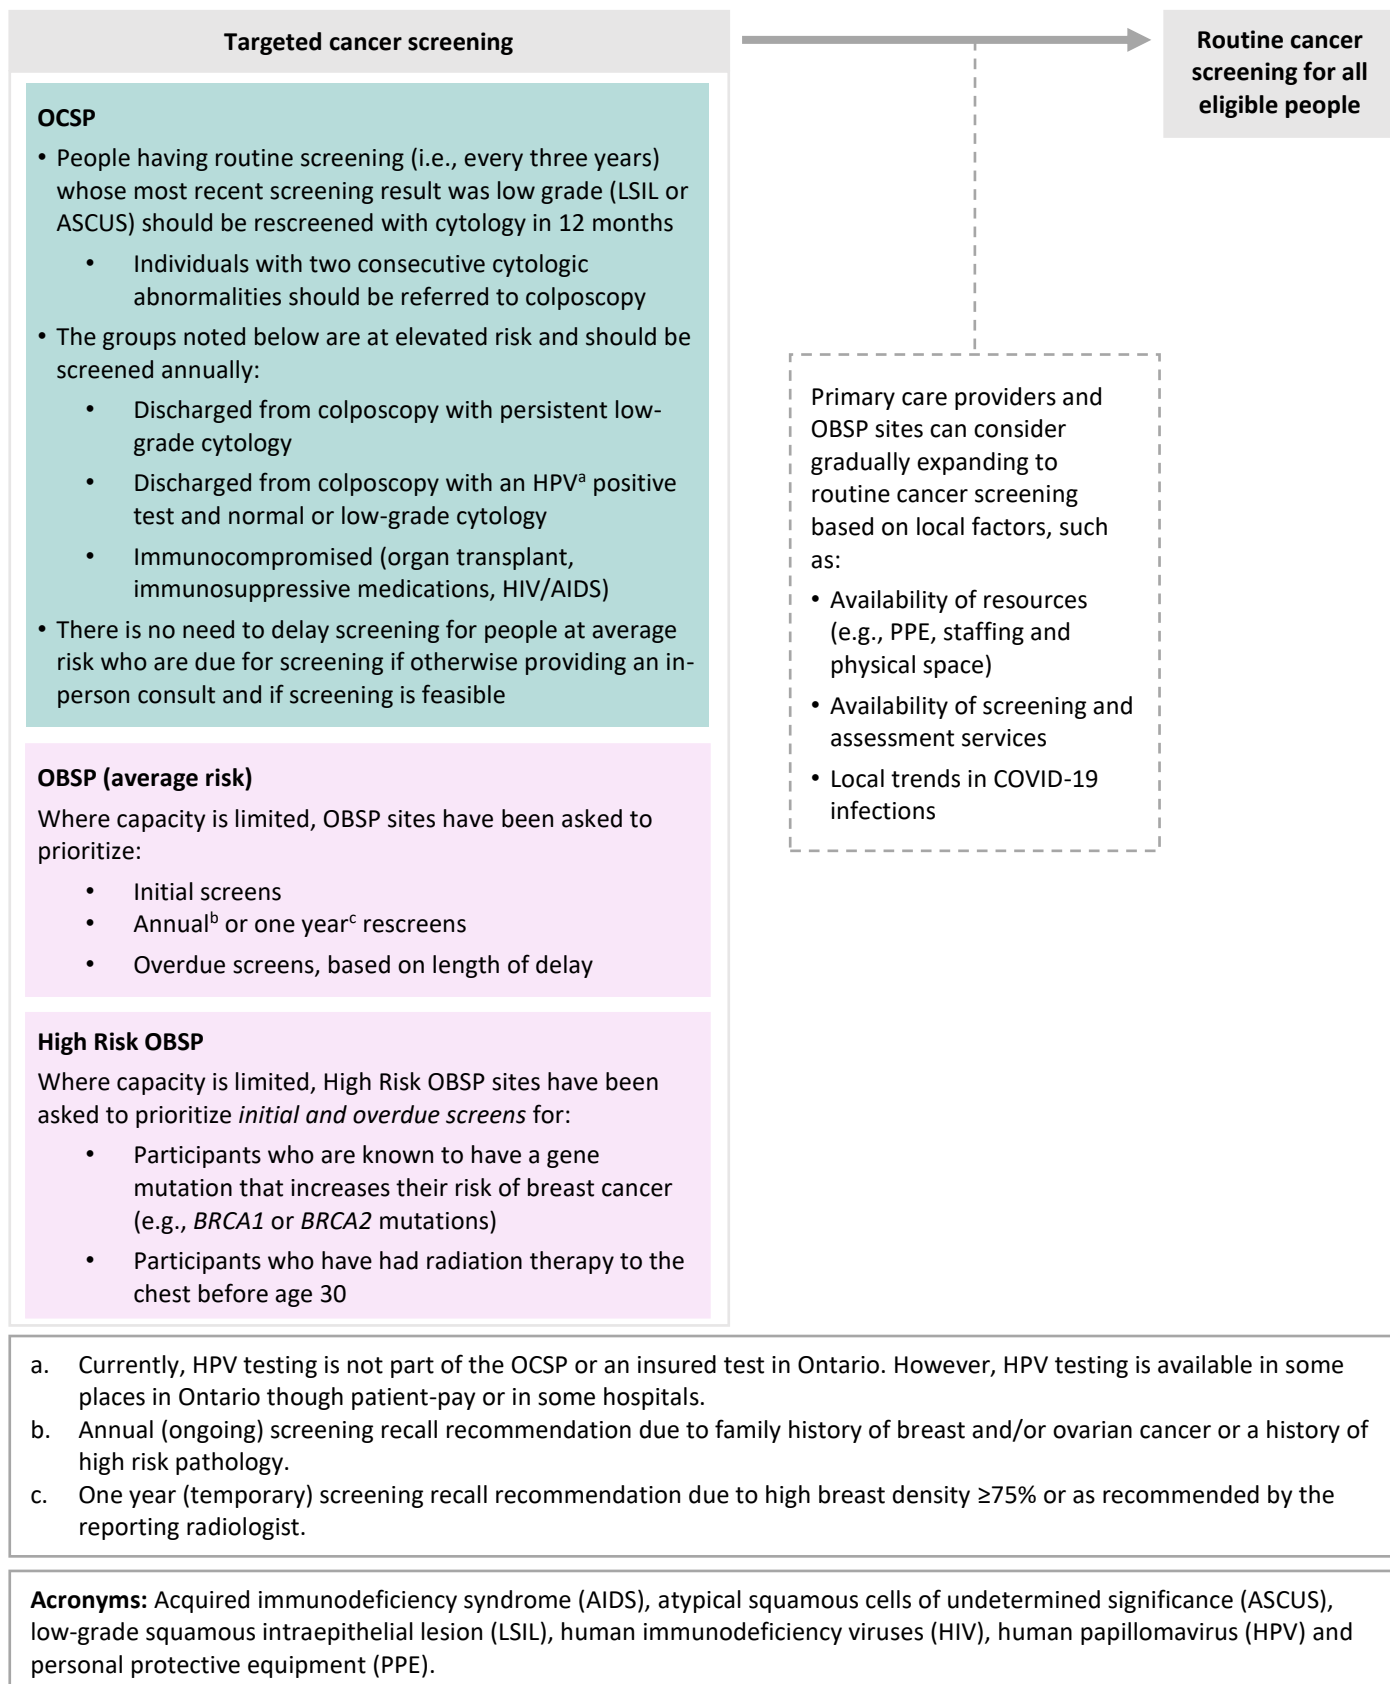 Targeted cancer screening
Routine cancer
screening for all
eligible people
OCSP
• People having routine screening (i.e., every three years)
whose most recent screening result was low grade (LSIL or
ASCUS) should be rescreened with cytology in 12 months
• Individuals with two consecutive cytologic
abnormalities should be referred to colposcopy
• The groups noted below are at elevated risk and should be
screened annually:
• Discharged from colposcopy with persistent low-
grade cytology
• Discharged from colposcopy with an HPVᵃ positive
test and normal or low-grade cytology
• Immunocompromised (organ transplant,
immunosuppressive medications, HIV/AIDS)
• There is no need to delay screening for people at average
risk who are due for screening if otherwise providing an in-
person consult and if screening is feasible
OBSP (average risk)
Where capacity is limited, OBSP sites have been asked to
prioritize:
• Initial screens
• Annualᵇ or one yearᶜ rescreens
• Overdue screens, based on length of delay
High Risk OBSP
Where capacity is limited, High Risk OBSP sites have been
asked to prioritize initial and overdue screens for:
• Participants who are known to have a gene
mutation that increases their risk of breast cancer
(e.g., BRCA1 or BRCA2 mutations)
• Participants who have had radiation therapy to the
chest before age 30
Primary care providers and
OBSP sites can consider
gradually expanding to
routine cancer screening
based on local factors, such
as:
• Availability of resources
(e.g., PPE, staffing and
physical space)
• Availability of screening and
assessment services
• Local trends in COVID-19
infections
a. Currently, HPV testing is not part of the OCSP or an insured test in Ontario. However, HPV testing is available in some
places in Ontario though patient-pay or in some hospitals.
b. Annual (ongoing) screening recall recommendation due to family history of breast and/or ovarian cancer or a history of
high risk pathology.
c. One year (temporary) screening recall recommendation due to high breast density ≥75% or as recommended by the
reporting radiologist.
Acronyms: Acquired immunodeficiency syndrome (AIDS), atypical squamous cells of undetermined significance (ASCUS),
low-grade squamous intraepithelial lesion (LSIL), human immunodeficiency viruses (HIV), human papillomavirus (HPV) and
personal protective equipment (PPE).